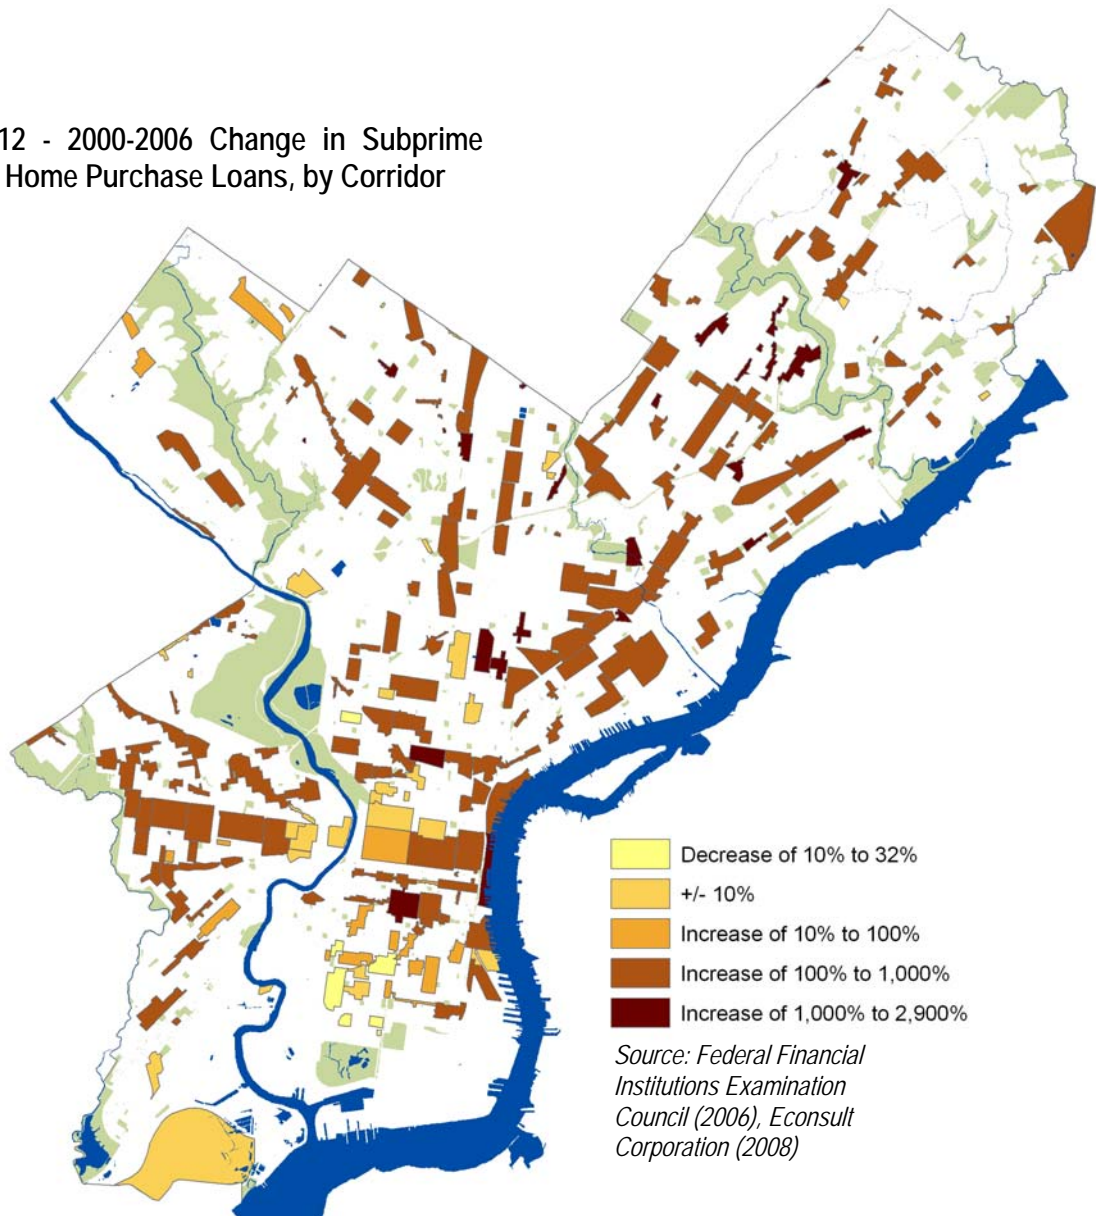 12 - 2000-2006 Change in Subprime
Home Purchase Loans, by Corridor
Decrease of 10% to 32%
+/- 10%
Increase of 10% to 100%
Increase of 100% to 1,000%
Increase of 1,000% to 2,900%
Source: Federal Financial
Institutions Examination
Council (2006), Econsult
Corporation (2008)